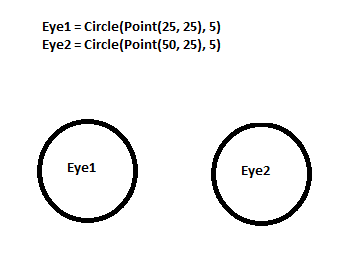 Eye1 = Circle(Point(25, 25), 5)
Eye2 = Circle(Point(50, 25), 5)
Eye1
Eye2